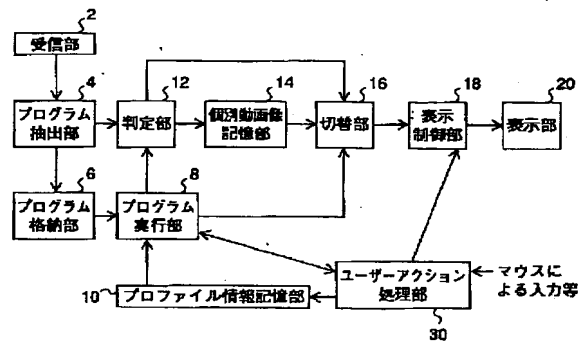 2
受信部
4
12
14
16
18
20
プログラム
抽出部
判定部
個別動画像
記憶部
切替部
表示
制御部
表示部
6
8
プログラム
格納部
プログラム
実行部
10
プロファイル情報記憶部
ユーザーアクション
処理部
マウスに
よる入力等
30